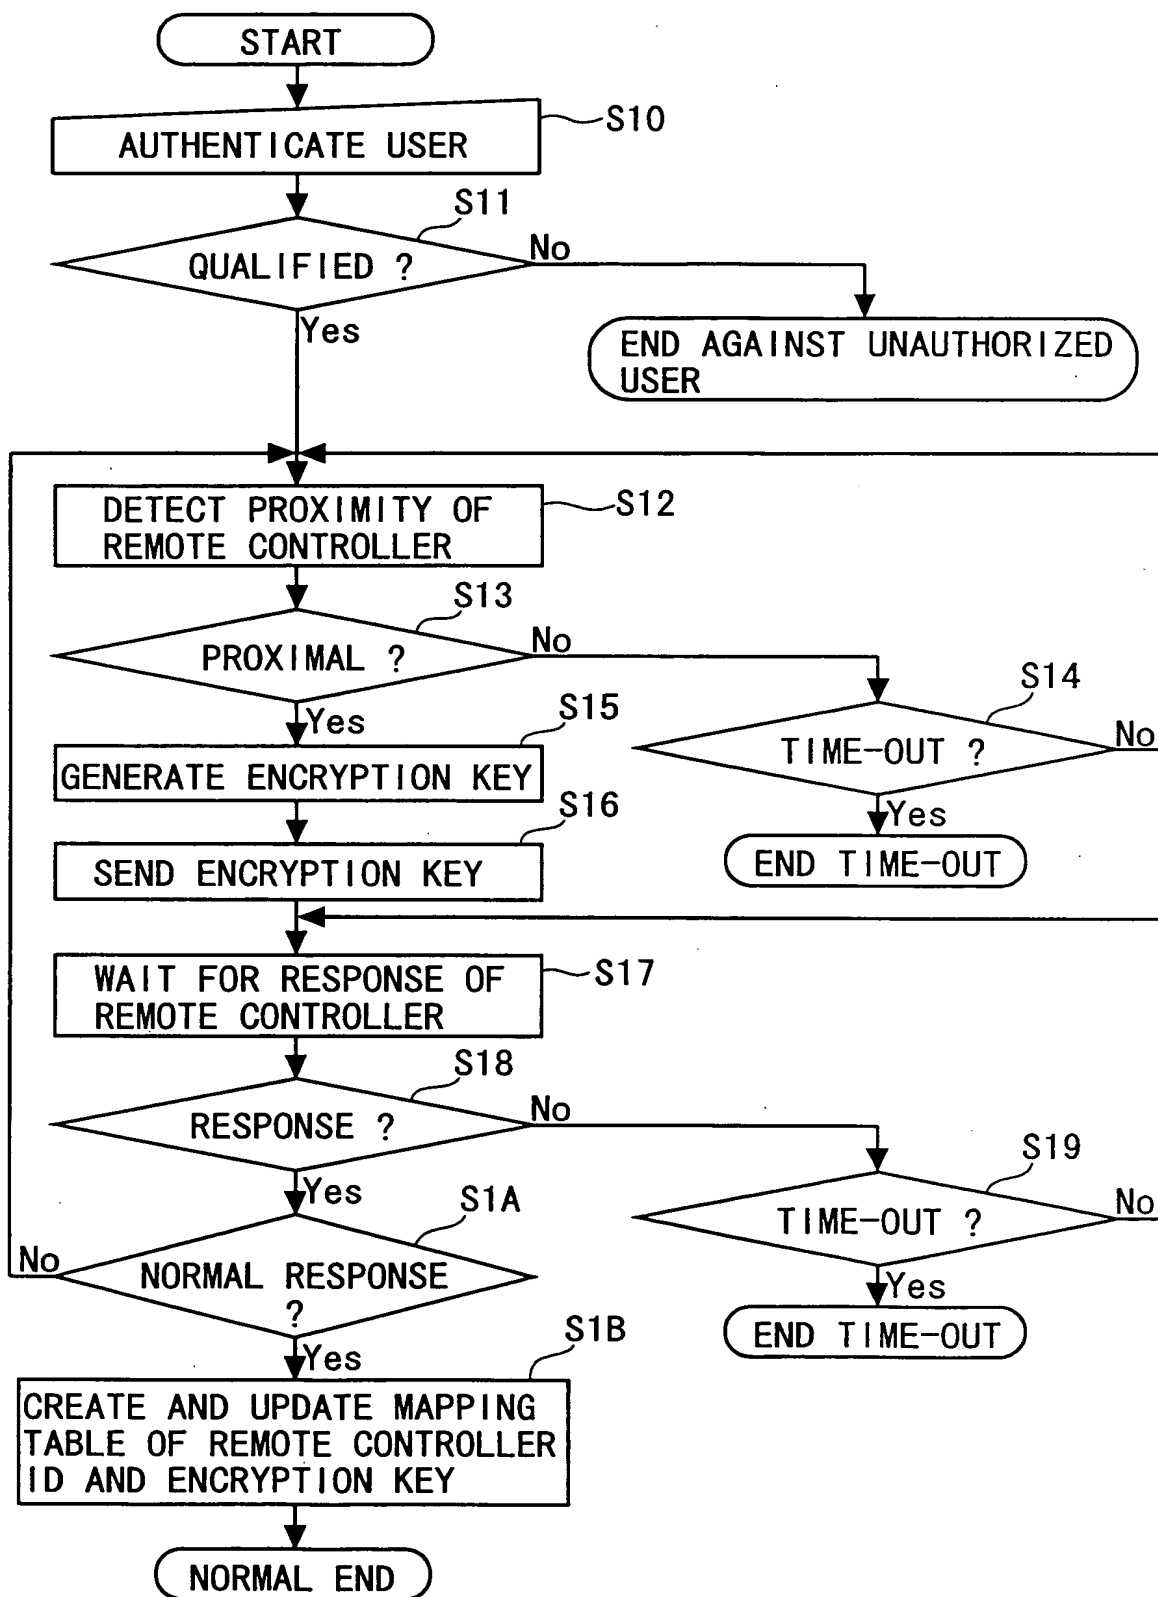 START
AUTHENTICATE USER
S10
S11
QUALIFIED ?
No
Yes
END AGAINST UNAUTHORIZED
USER
DETECT PROXIMITY OF
REMOTE CONTROLLER
S12
S13
PROXIMAL ?
No
Yes
S14
TIME-OUT ?
No
Yes
END TIME-OUT
S15
GENERATE ENCRYPTION KEY
S16
SEND ENCRYPTION KEY
WAIT FOR RESPONSE OF
REMOTE CONTROLLER
S17
S18
RESPONSE ?
No
Yes
S19
TIME-OUT ?
No
Yes
END TIME-OUT
S1A
NORMAL RESPONSE
?
No
Yes
S1B
CREATE AND UPDATE MAPPING
TABLE OF REMOTE CONTROLLER
ID AND ENCRYPTION KEY
NORMAL END